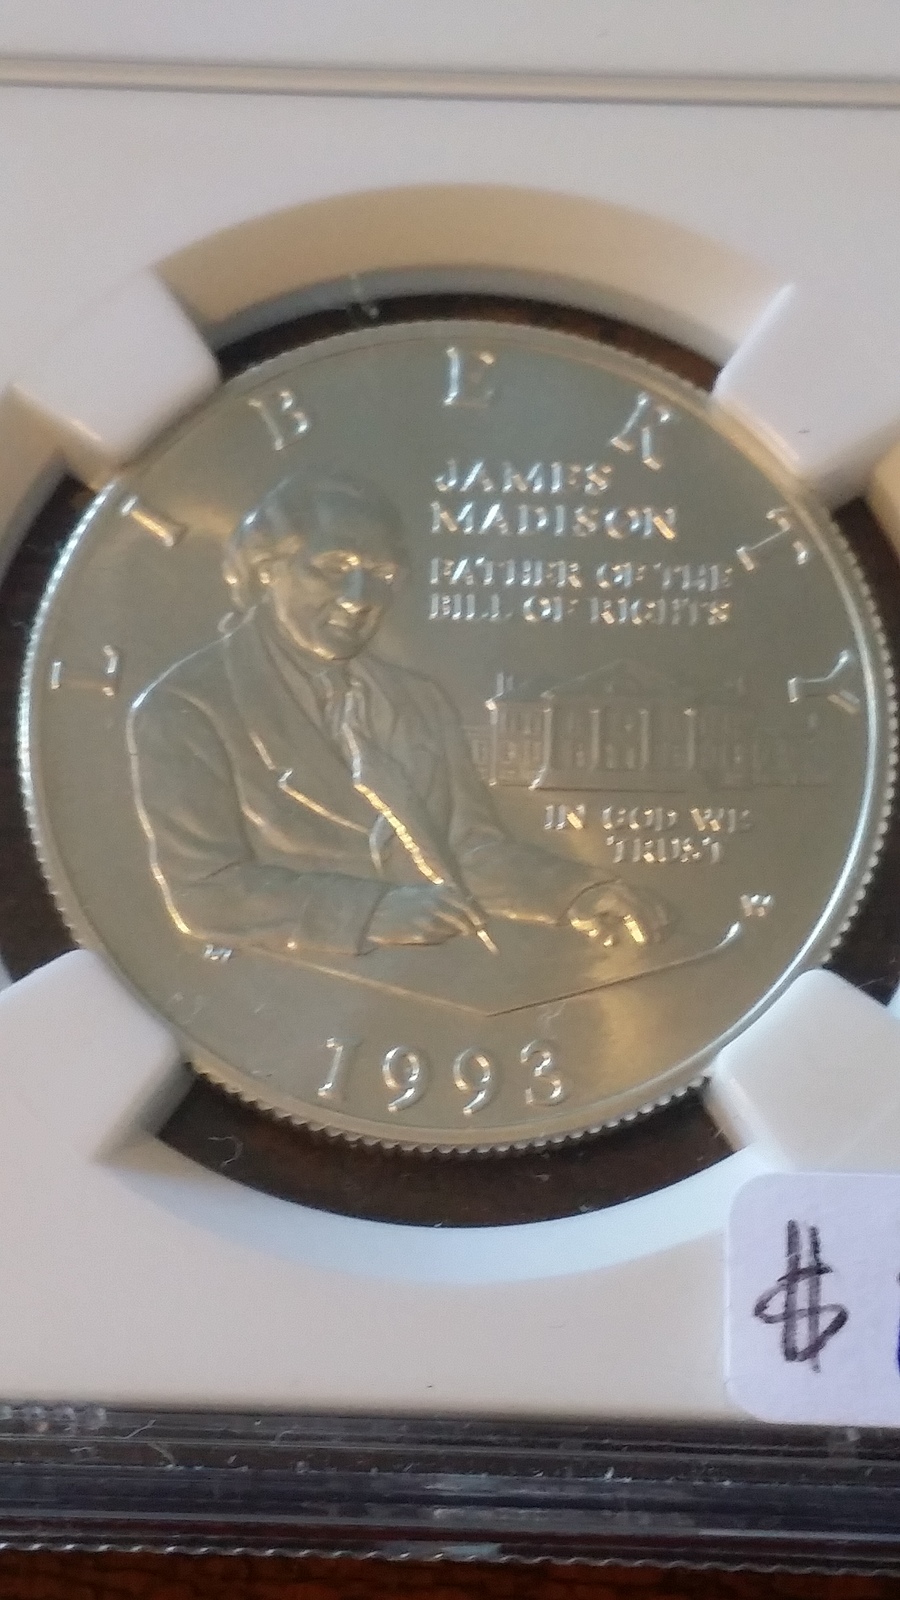 LIBERTY
JAMES
MADISON
FATHER OF THE
BILL OF RIGHTS
IN GOD WE
TRUST
W
1993
$